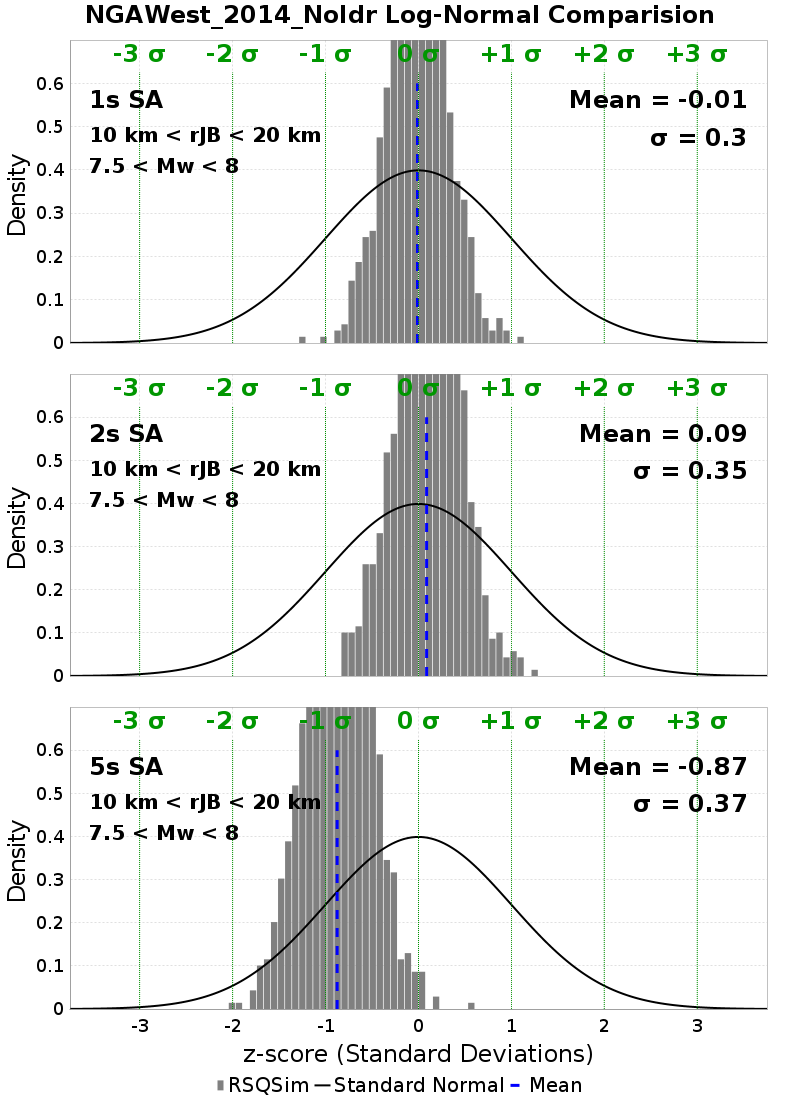 NGAWest_2014_NoIdr Log-Normal Comparision
-3 σ -2 σ -1 σ 0 σ +1 σ +2 σ +3 σ
1s SA
Mean = -0.01
10 km < rJB < 20 km
σ = 0.3
7.5 < Mw < 8
Density
0.6
0.5
0.4
0.3
0.2
0.1
0
-3 σ -2 σ -1 σ 0 σ +1 σ +2 σ +3 σ
2s SA
Mean = 0.09
10 km < rJB < 20 km
σ = 0.35
7.5 < Mw < 8
Density
0.6
0.5
0.4
0.3
0.2
0.1
0
-3 σ -2 σ -1 σ 0 σ +1 σ +2 σ +3 σ
5s SA
Mean = -0.87
10 km < rJB < 20 km
σ = 0.37
7.5 < Mw < 8
Density
0.6
0.5
0.4
0.3
0.2
0.1
0
-3 -2 -1 0 1 2 3
z-score (Standard Deviations)
RSQSim Standard Normal Mean